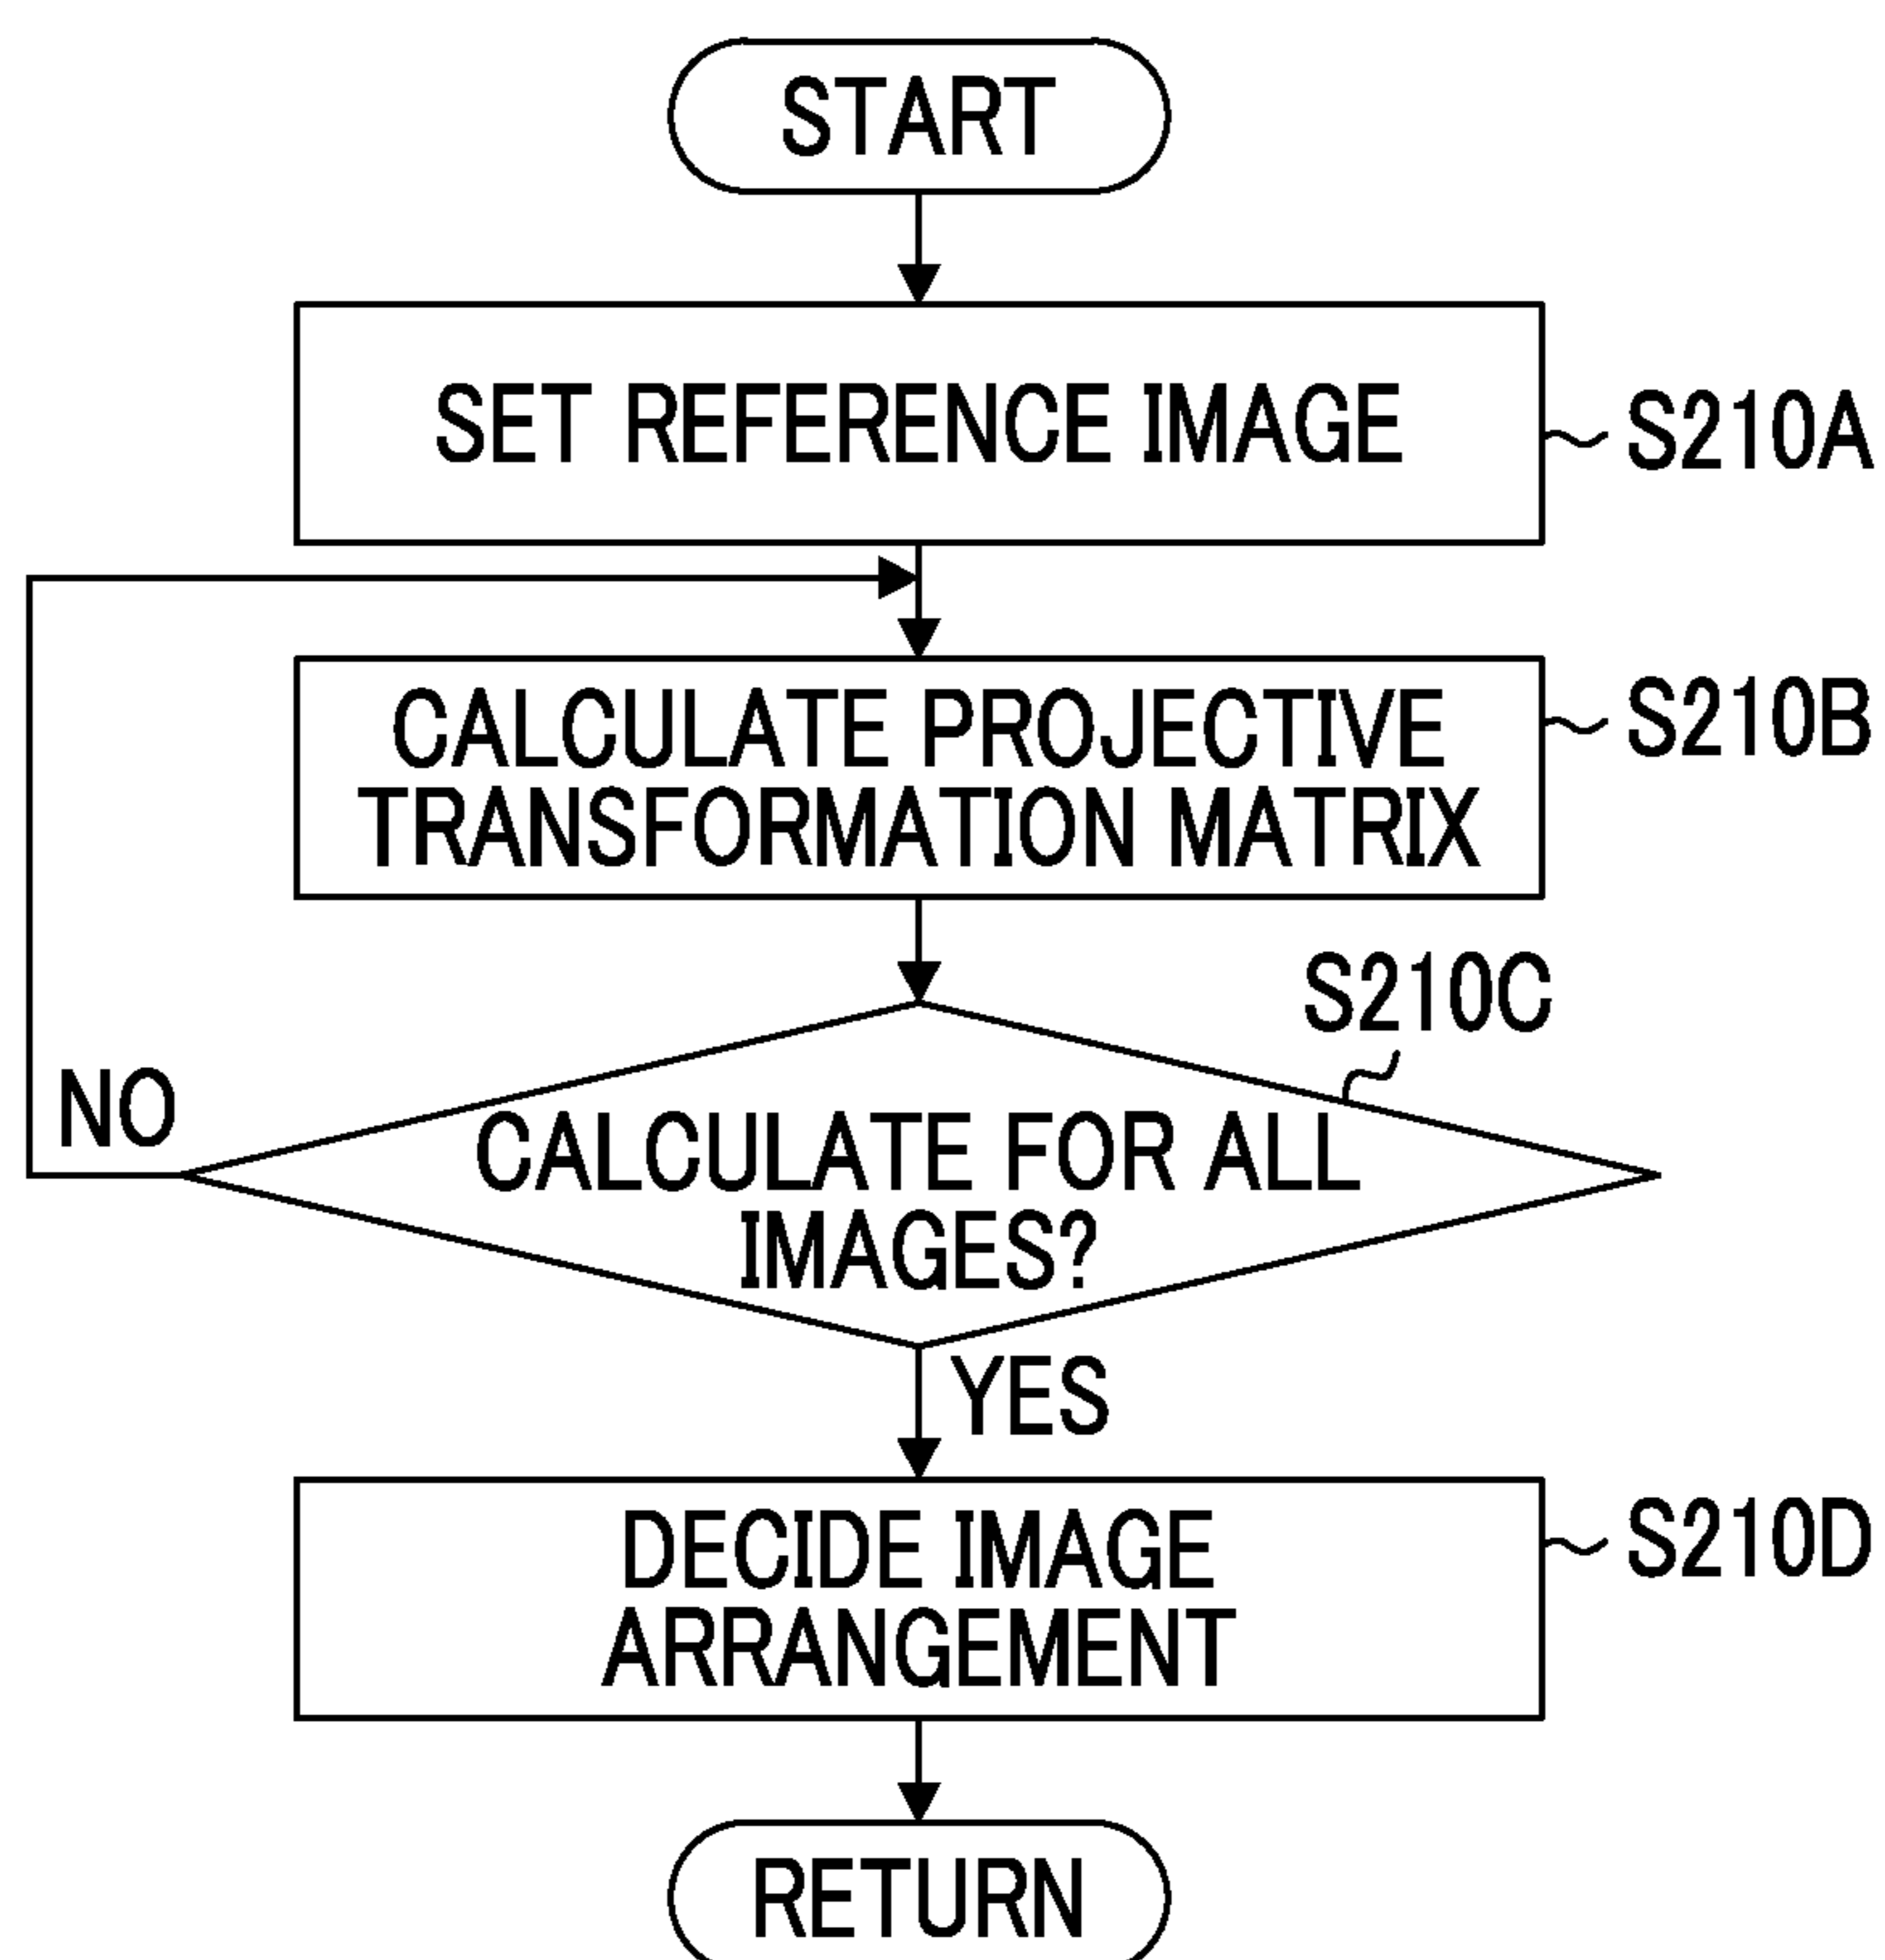 START
SET REFERENCE IMAGE
S210A
CALCULATE PROJECTIVE
TRANSFORMATION MATRIX
S210B
S210C
NO
CALCULATE FOR ALL
IMAGES?
YES
DECIDE IMAGE
ARRANGEMENT
S210D
RETURN